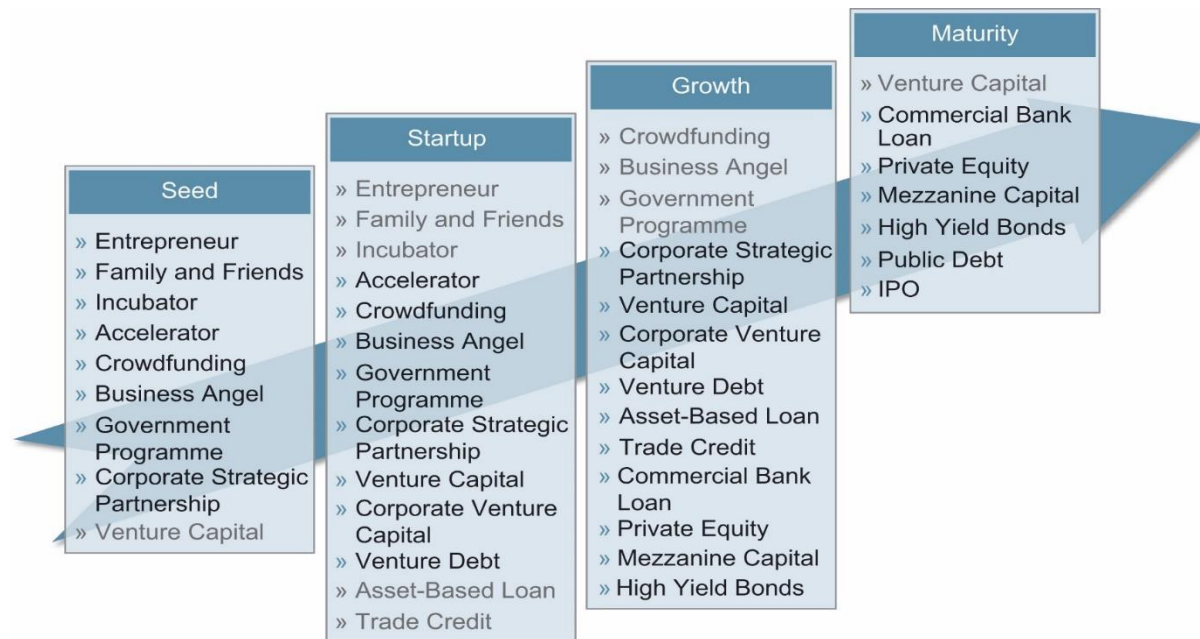 Seed
» Entrepreneur
» Family and Friends
» Incubator
» Accelerator
» Crowdfunding
» Business Angel
» Government
Programme
» Corporate Strategic
Partnership
» Venture Capital
Startup
» Entrepreneur
» Family and Friends
» Incubator
» Accelerator
» Crowdfunding
» Business Angel
» Government
Programme
» Corporate Strategic
Partnership
» Venture Capital
» Corporate Venture
Capital
» Venture Debt
» Asset-Based Loan
» Trade Credit
Growth
» Crowdfunding
» Business Angel
» Government
Programme
» Corporate Strategic
Partnership
» Venture Capital
» Corporate Venture
Capital
» Venture Debt
» Asset-Based Loan
» Trade Credit
» Commercial Bank
Loan
» Private Equity
» Mezzanine Capital
» High Yield Bonds
Maturity
» Venture Capital
» Commercial Bank
Loan
» Private Equity
» Mezzanine Capital
» High Yield Bonds
» Public Debt
» IPO